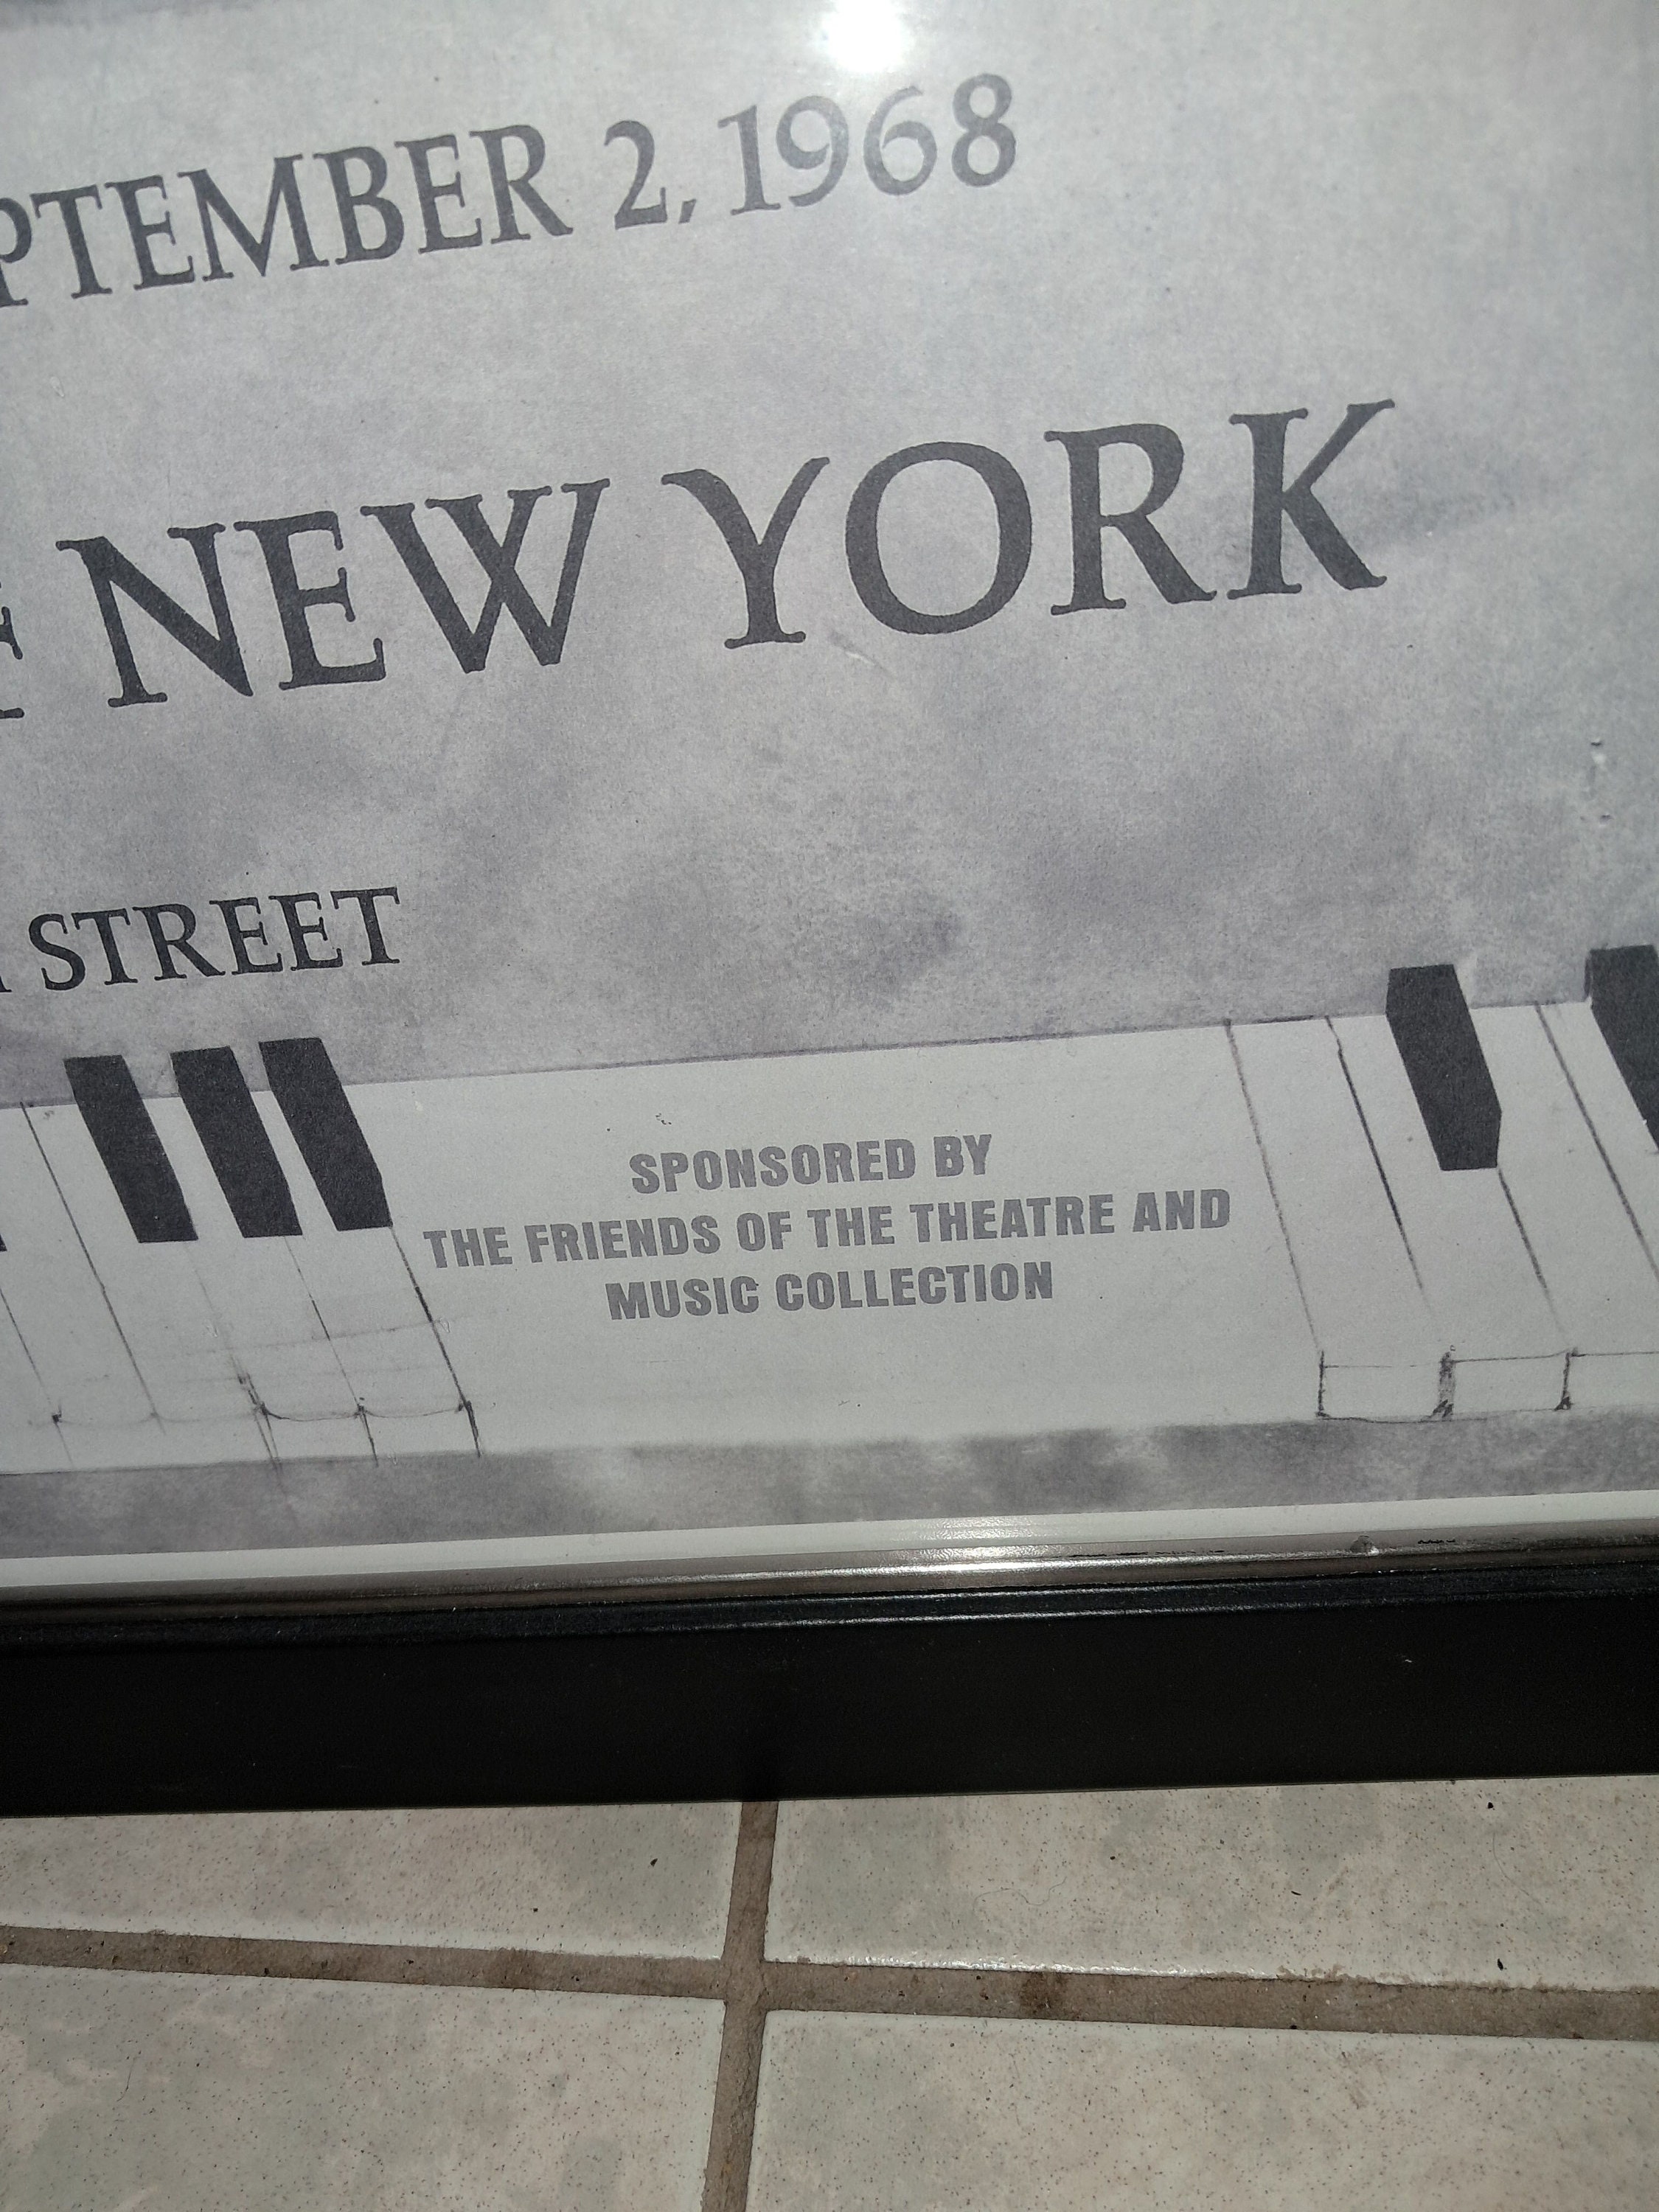 PTEMBER 2, 1968
NEW YORK
STREET
SPONSORED BY
THE FRIENDS OF THE THEATRE AND
MUSIC COLLECTION